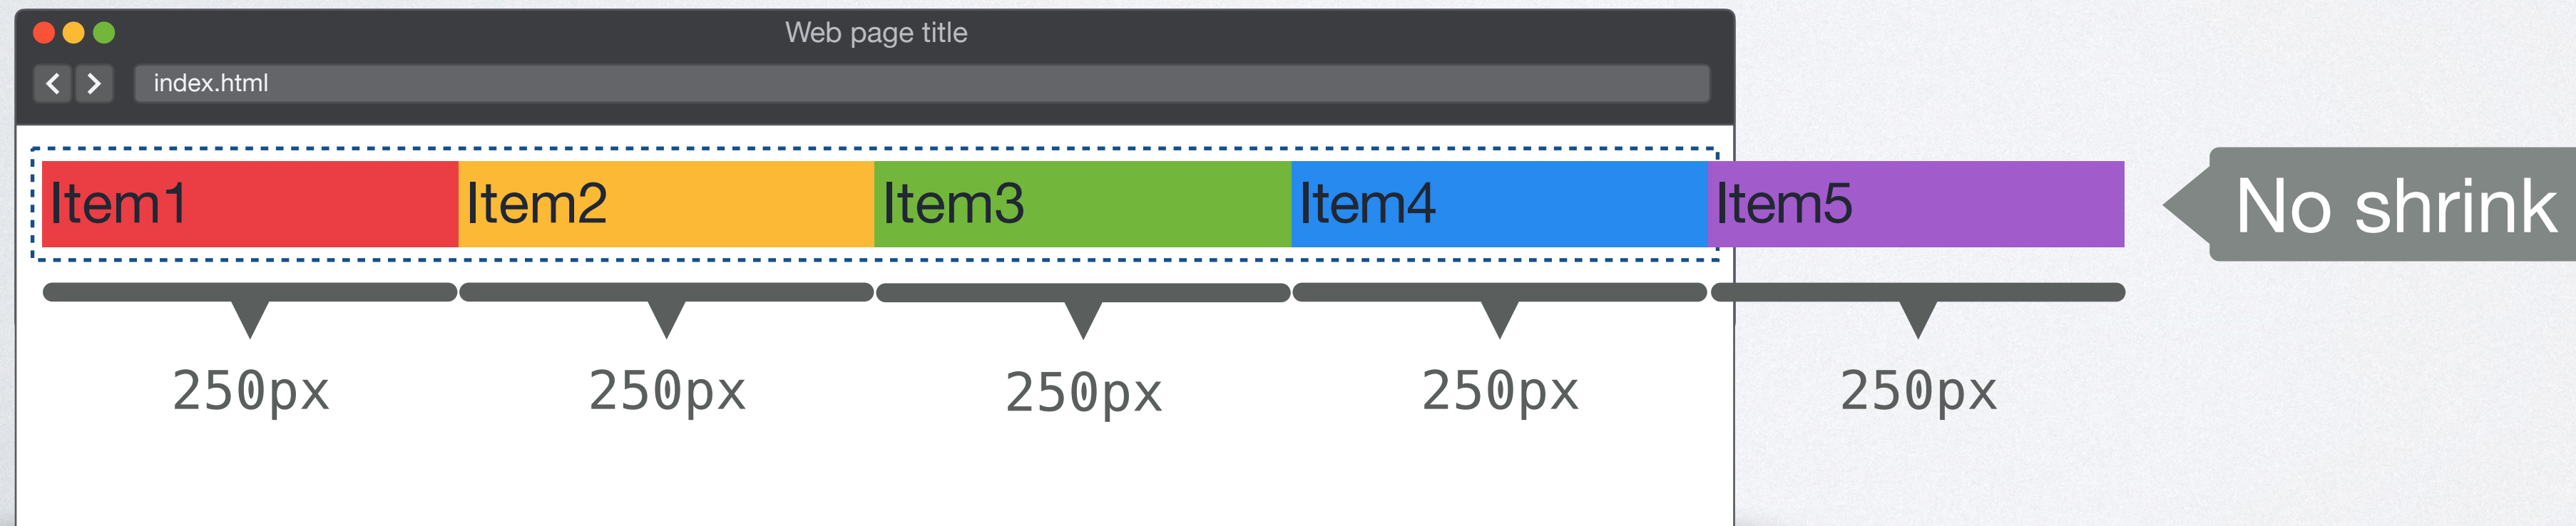 Web page title
index.html
Item1 Item2 Item3 Item4 Item5
No shrink
250px 250px 250px 250px 250px